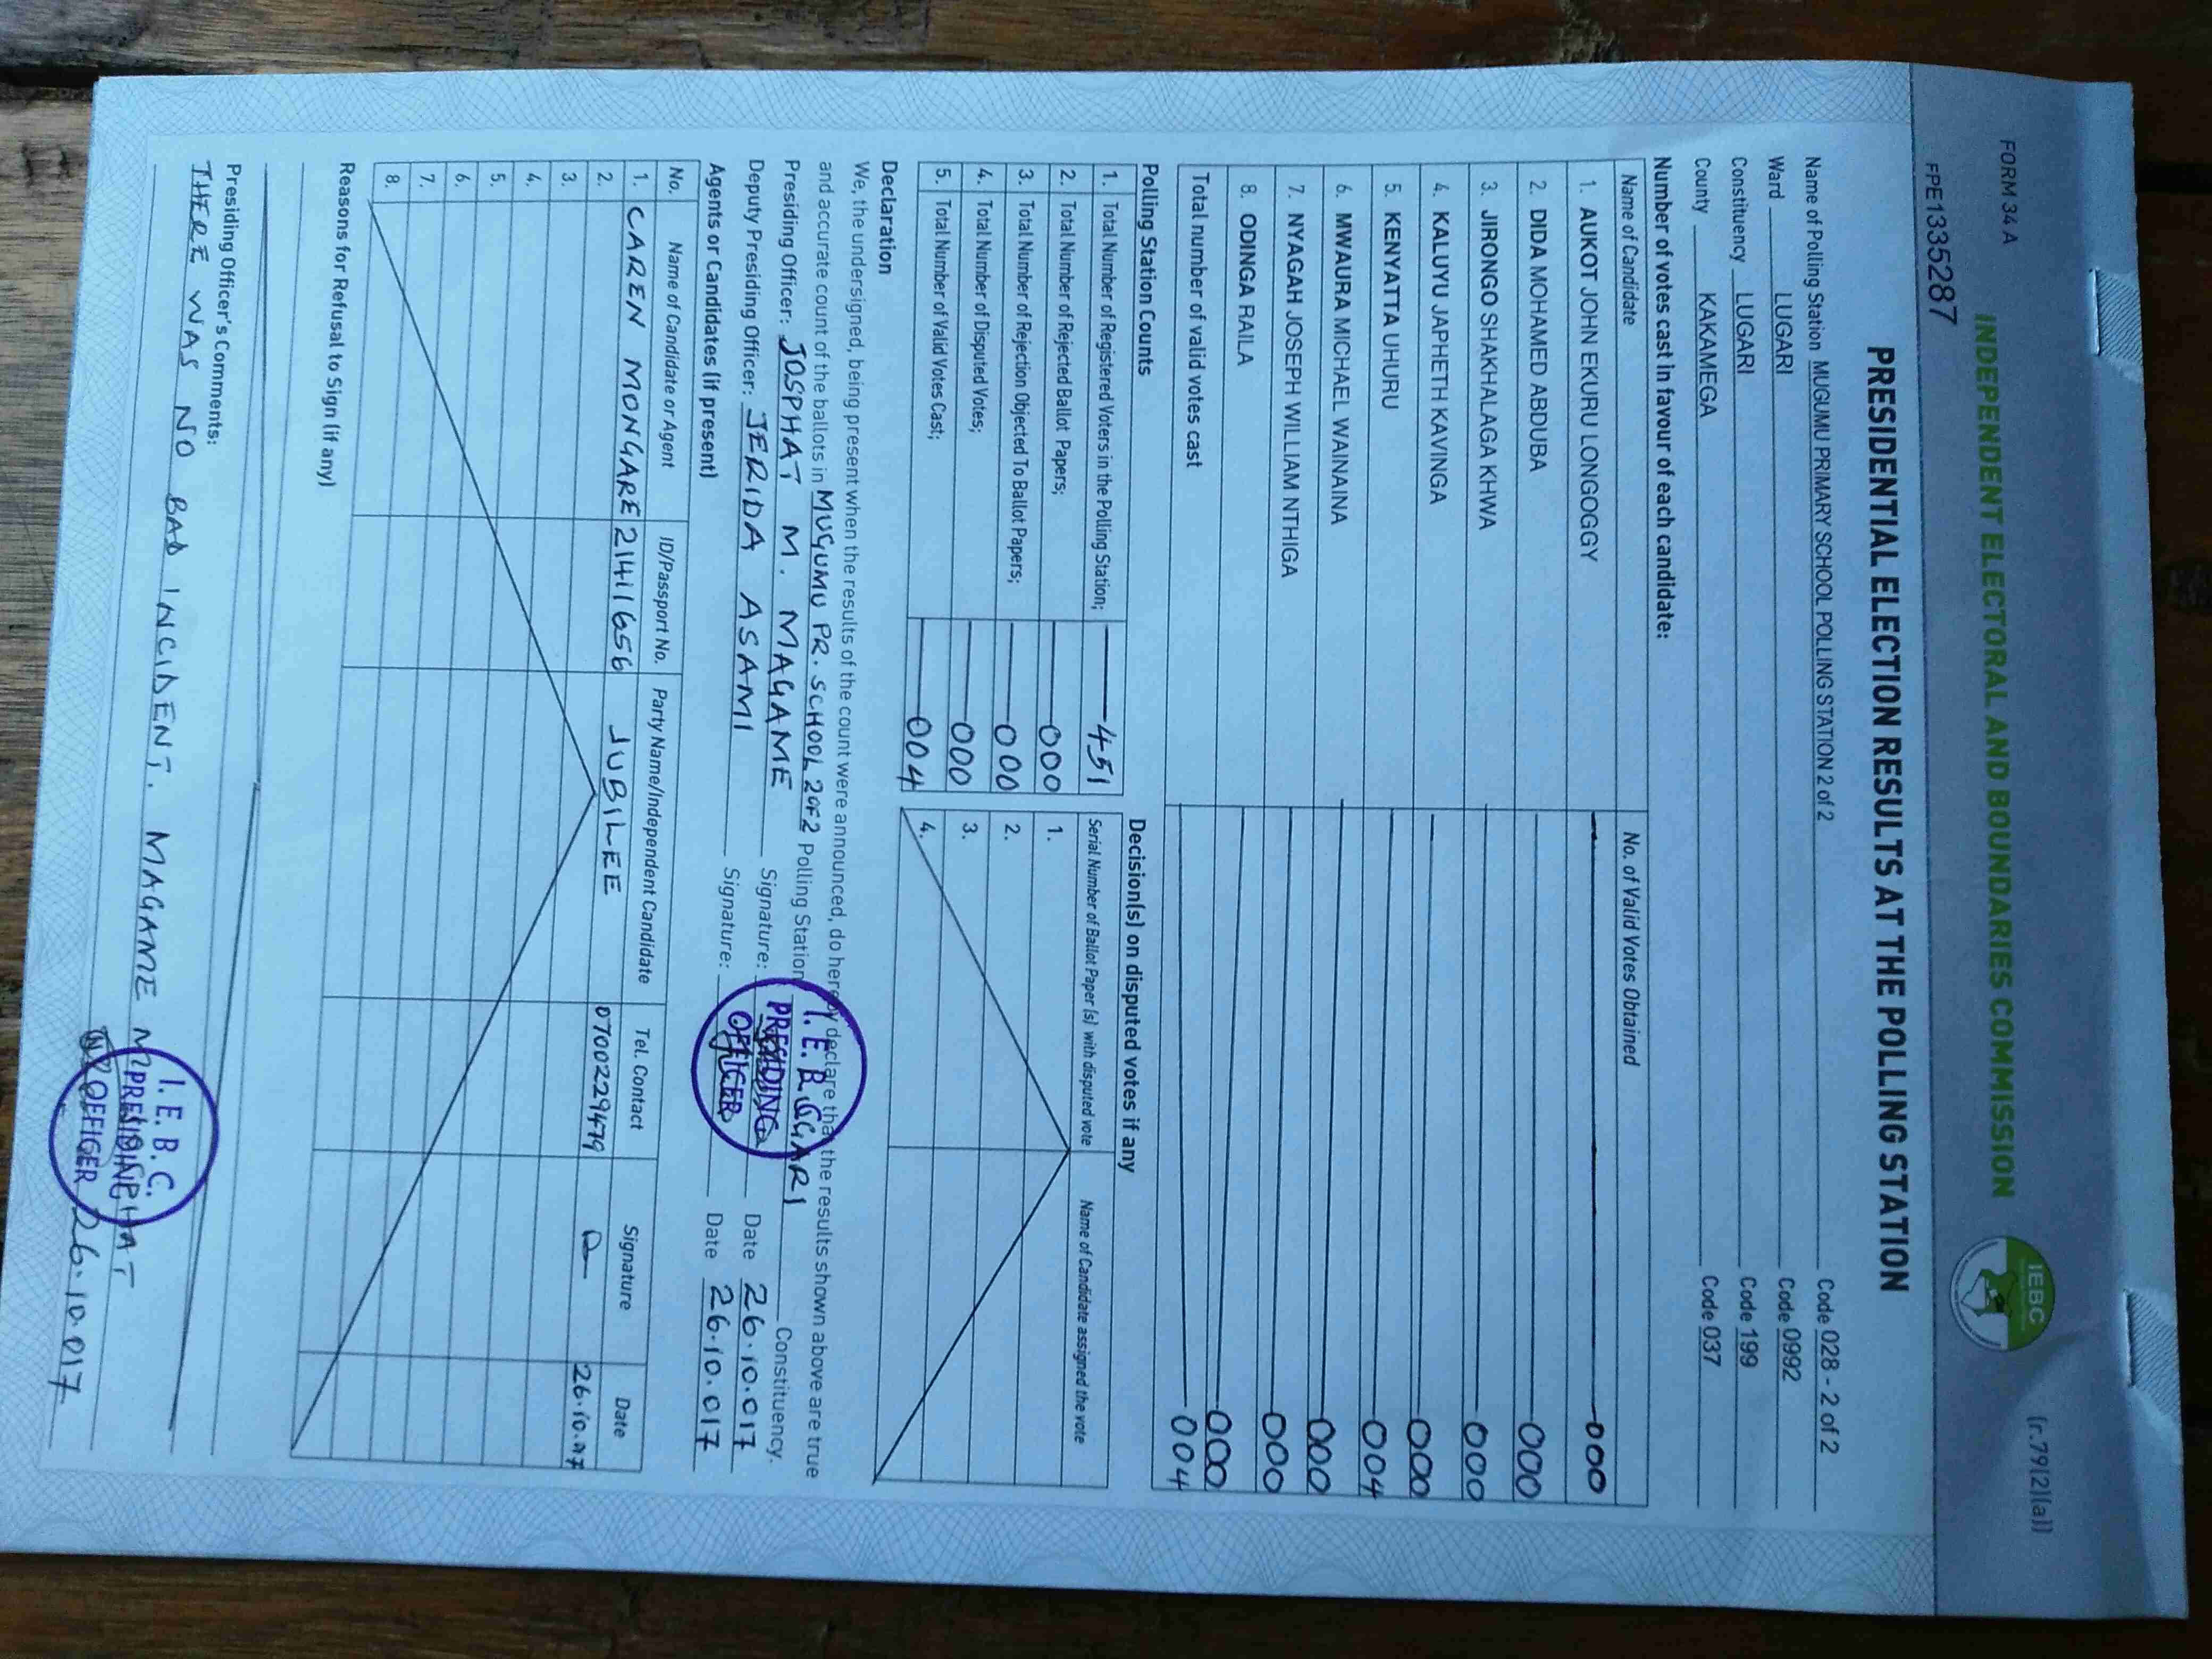 FORM 34 A
(r.79(2)(a))
INDEPENDENT ELECTORAL AND BOUNDARIES COMMISSION
IEBC
FPE1335287
PRESIDENTIAL ELECTION RESULTS AT THE POLLING STATION
Name of Polling Station MUGUMU PRIMARY SCHOOL POLLING STATION 2 of 2 Code 028 - 2 of 2
Ward LUGARI Code 0992
Constituency LUGARI Code 199
County KAKAMEGA Code 037
Number of votes cast in favour of each candidate:
Name of Candidate No. of Valid Votes Obtained
1. AUKOT JOHN EKURU LONGOGGY 000
2. DIDA MOHAMED ABDUBA 000
3. JIRONGO SHAKHALAGA KHWA 000
4. KALUYU JAPHETH KAVINGA 000
5. KENYATTA UHURU 004
6. MWAURA MICHAEL WAINAINA 000
7. NYAGAH JOSEPH WILLIAM NTHIGA 000
8. ODINGA RAILA 000
Total number of valid votes cast 004
Polling Station Counts
1. Total Number of Registered Voters in the Polling Station; 451
2. Total Number of Rejected Ballot Papers; 000
3. Total Number of Rejection Objected To Ballot Papers; 000
4. Total Number of Disputed Votes; 000
5. Total Number of Valid Votes Cast; 004
Decision(s) on disputed votes if any
Serial Number of Ballot Paper (s) with disputed vote Name of Candidate assigned the vote
1.
2.
3.
4.
Declaration
We, the undersigned, being present when the results of the count were announced, do hereby declare that the results shown above are true
and accurate count of the ballots in MUGUMU PR. SCHOOL 2 OF 2 Polling Station LUGARI Constituency.
Presiding Officer: JOSPHAT M. MAGAME Signature: Date 26.10.017
Deputy Presiding Officer: JERIDA ASAMI Signature: Date 26.10.017
I. E. B. C.
PRESIDING
OFFICER
Agents or Candidates (if present)
No. Name of Candidate or Agent ID/Passport No. Party Name/Independent Candidate Tel. Contact Signature Date
1. CAREN MONGARE 21411656 JUBILEE 0700229479 26.10.017
2.
3.
4.
5.
6.
7.
8.
Reasons for Refusal to Sign (if any)
Presiding Officer's Comments:
THERE WAS NO BAD INCIDENT. MAGAME M JOSPHAT
26.10.017
I. E. B. C.
PRESIDING
OFFICER